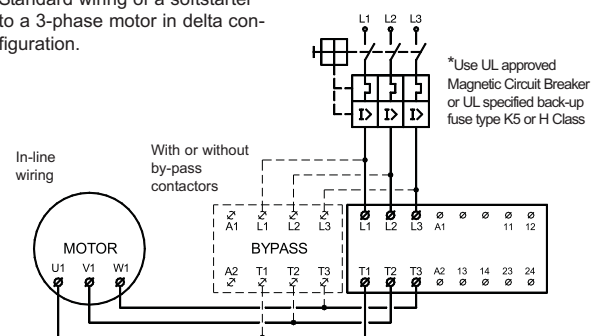 Standard wiring of a softstarter
to a 3-phase motor in delta con-
figuration.
L1 L2 L3
*Use UL approved
Magnetic Circuit Breaker
or UL specified back-up
fuse type K5 or H Class
I> I> I>
In-line
wiring
With or without
by-pass
contactors
A1 L1 L2 L3
L1 L2 L3 A1 11 12
MOTOR
BYPASS
U1 V1 W1
A2 T1 T2 T3
T1 T2 T3 A2 13 14 23 24